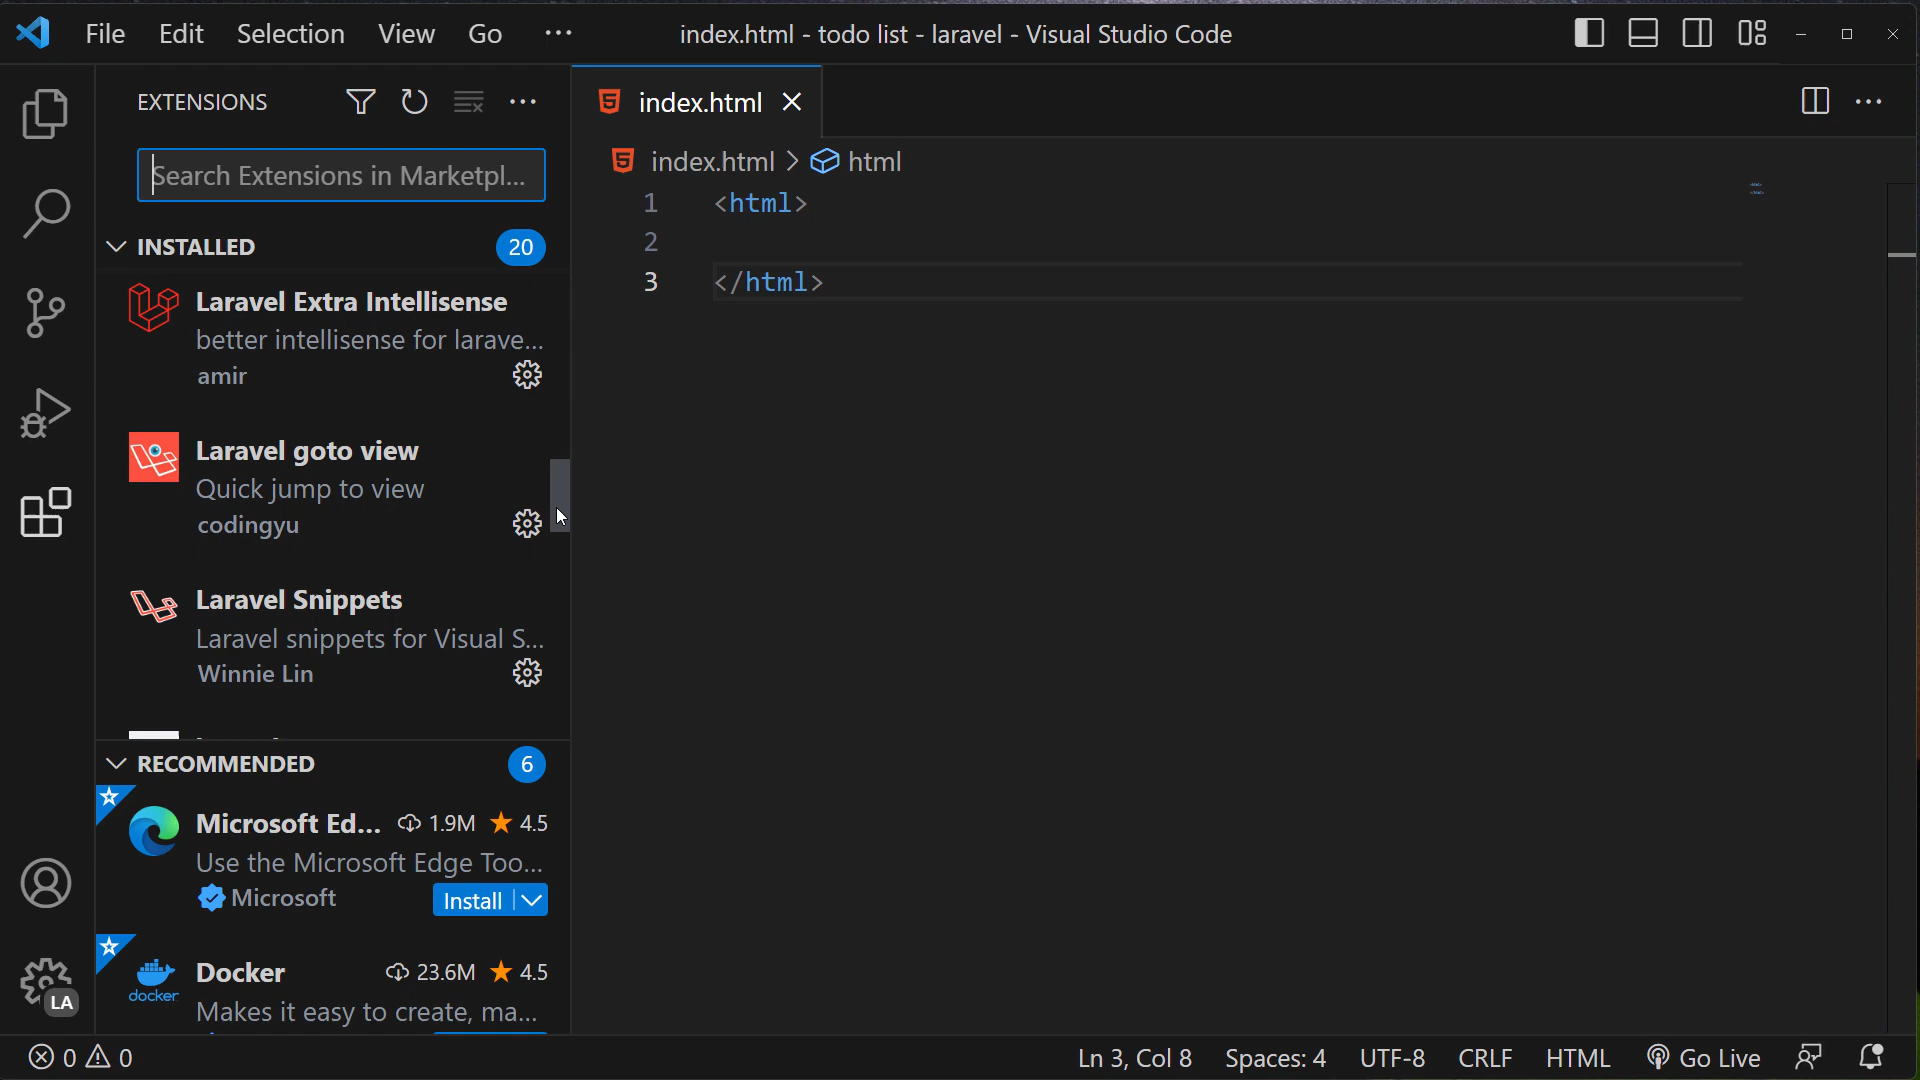 File Edit Selection View Go ··· index.html - todo list - laravel - Visual Studio Code
EXTENSIONS
index.html
Search Extensions in Marketpl...
index.html > html
INSTALLED 20
1 <html>
2
3 </html>
Laravel Extra Intellisense
better intellisense for larave...
amir
Laravel goto view
Quick jump to view
codingyu
Laravel Snippets
Laravel snippets for Visual S...
Winnie Lin
RECOMMENDED 6
Microsoft Ed... 1.9M 4.5
Use the Microsoft Edge Too...
Microsoft Install
docker Docker 23.6M 4.5
Makes it easy to create, ma...
LA
0 0 Ln 3, Col 8 Spaces: 4 UTF-8 CRLF HTML Go Live